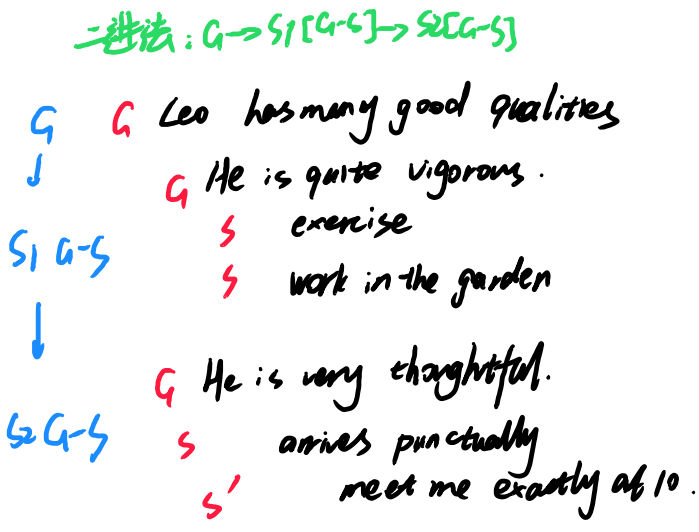 二进法：G→S1[G-S]→S2[G-S]
G G Leo has many good qualities
↓ G He is quite vigorous.
S exercise
S1 G-S
S work in the garden
↓
G He is very thoughtful.
S2 G-S S arrives punctually
S' meet me exactly at 10.